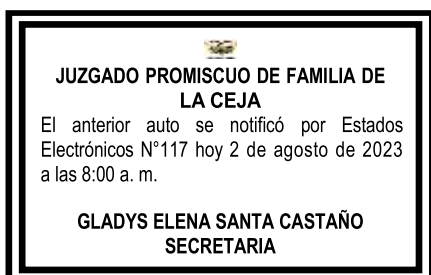 JUZGADO PROMISCUO DE FAMILIA DE
LA CEJA
El anterior auto se notificó por Estados
Electrónicos N°117 hoy 2 de agosto de 2023
a las 8:00 a. m.
GLADYS ELENA SANTA CASTAÑO
SECRETARIA